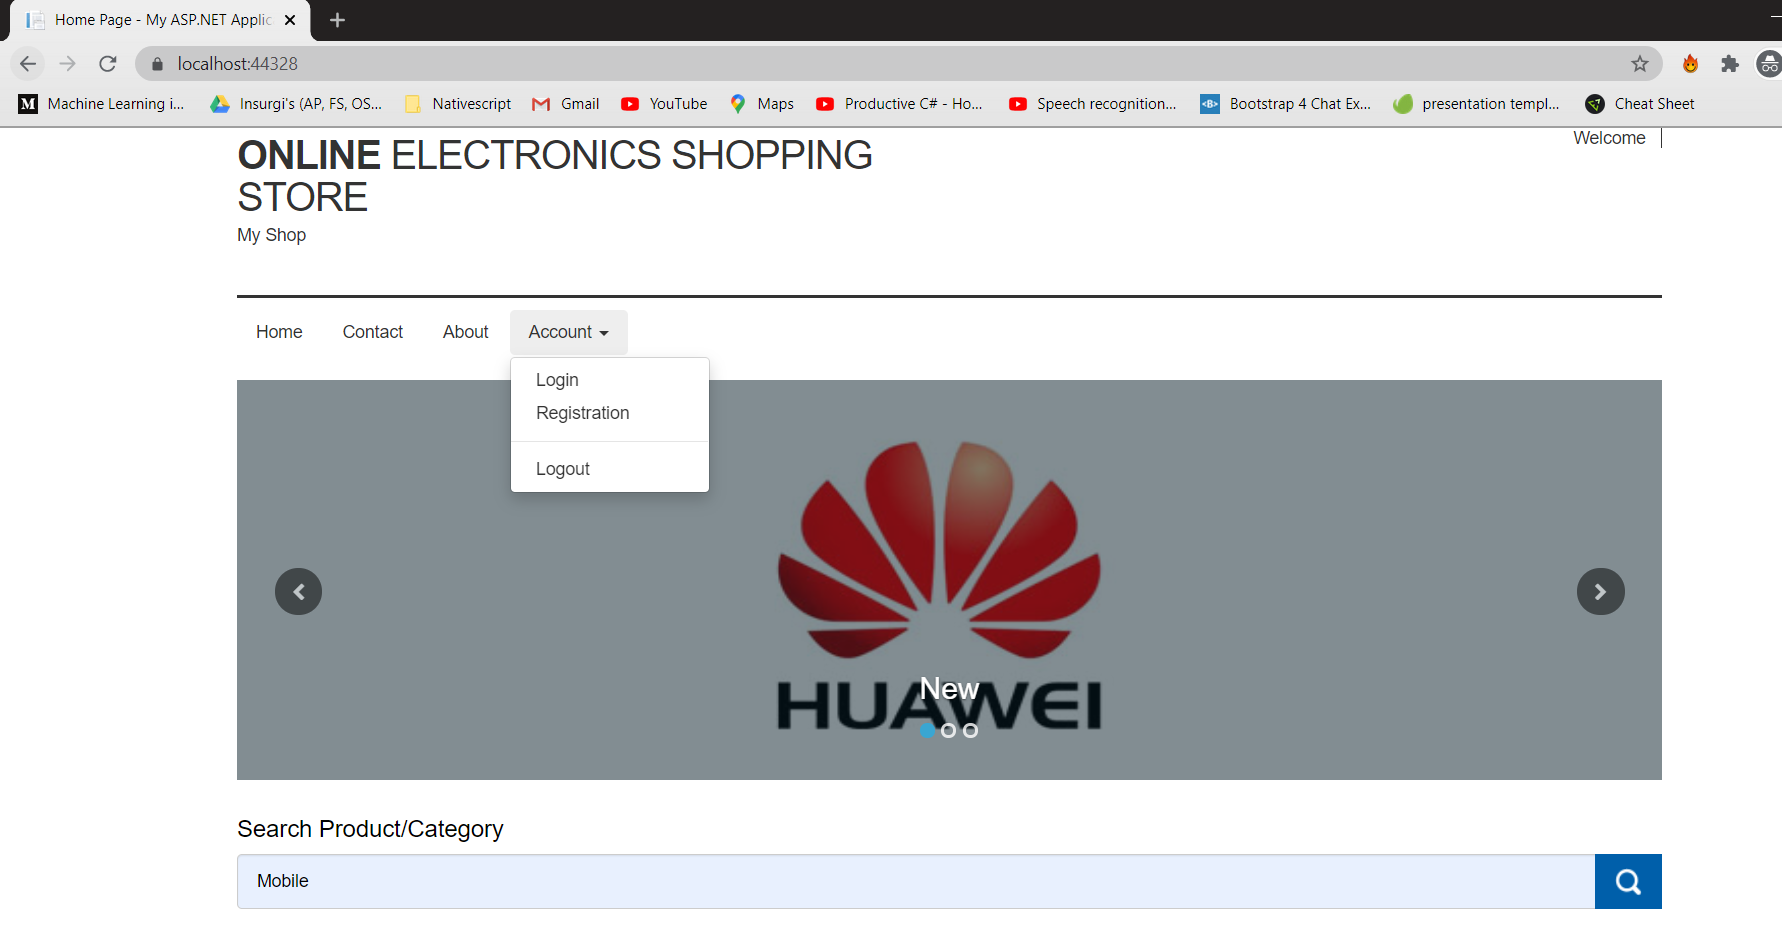 Home Page - My ASP.NET Applic
localhost:44328
Machine Learning i... Insurgi's (AP, FS, OS... Nativescript Gmail YouTube Maps Productive C# - Ho... Speech recognition... Bootstrap 4 Chat Ex... presentation templ... Cheat Sheet
Welcome
ONLINE ELECTRONICS SHOPPING
STORE
My Shop
Home Contact About Account
Login
Registration
Logout
New
HUAWEI
Search Product/Category
Mobile